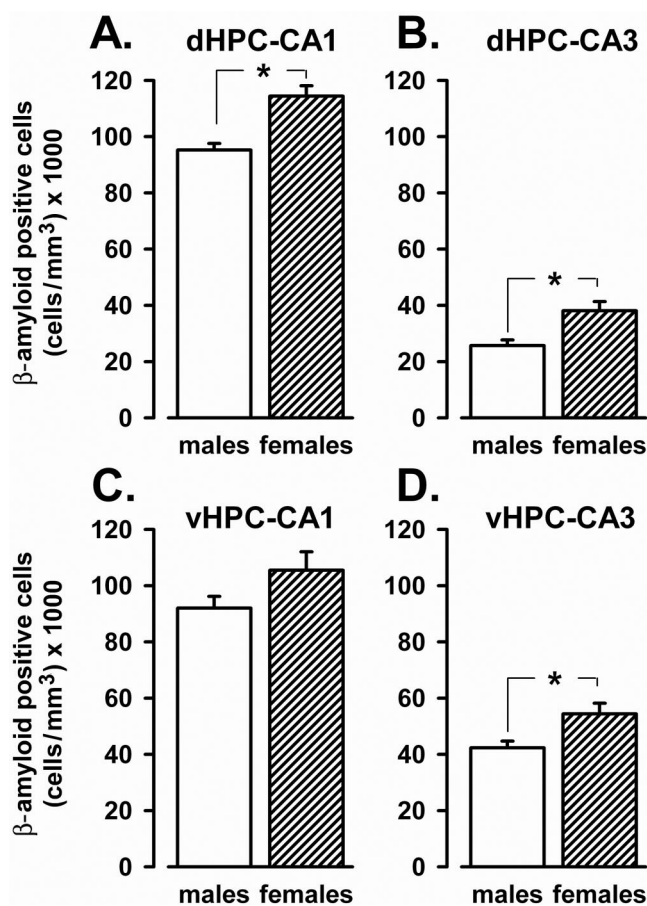 A. dHPC-CA1
B. dHPC-CA3
β-amyloid positive cells
(cells/mm³) x 1000
120
100
80
60
40
20
0
*
males females
120
100
80
60
40
20
0
*
males females
C. vHPC-CA1
D. vHPC-CA3
β-amyloid positive cells
(cells/mm³) x 1000
120
100
80
60
40
20
0
males females
120
100
80
60
40
20
0
*
males females